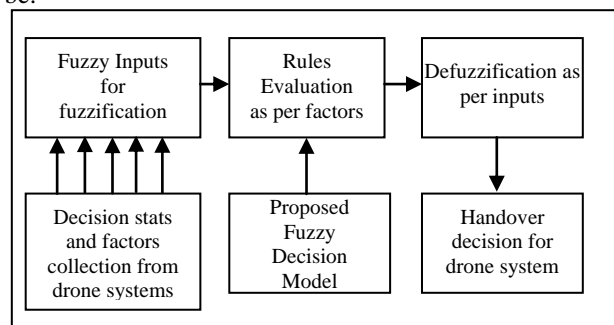 be.
Fuzzy Inputs
for
fuzzification
Rules
Evaluation
as per factors
Defuzzification as
per inputs
Decision stats
and factors
collection from
drone systems
Proposed
Fuzzy
Decision
Model
Handover
decision for
drone system